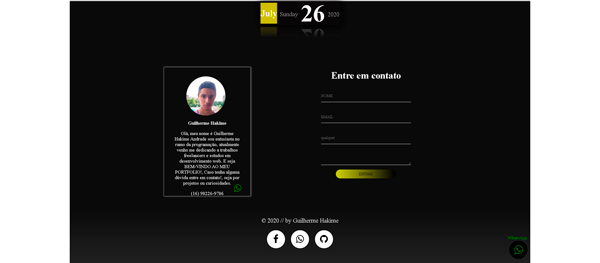 July Sunday 26 2020
Entre em contato
NOME
EMAIL
Guilherme Hakime
Olá, meu nome é Guilherme
Hakime Andrade sou entusiasta no
ramo da programação, atualmente
venho me dedicando a trabalhos
freelancers e estudos em
desenvolvimento web. E seja
BEM-VINDO AO MEU
PORTFOLIO!. Caso tenha alguma
dúvida entre em contato!, seja por
projetos ou curiosidades.
(16) 98226-9786
© 2020 // by Guilherme Hakime
WhatsApp